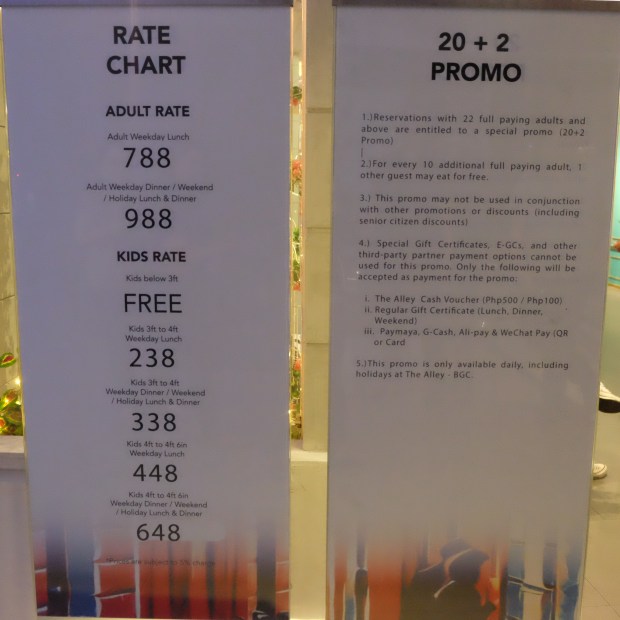 RATE
CHART
ADULT RATE
Adult Weekday Lunch
788
Adult Weekday Dinner / Weekend
/ Holiday Lunch & Dinner
988
KIDS RATE
Kids below 3ft
FREE
Kids 3ft to 4ft
Weekday Lunch
238
Kids 3ft to 4ft
Weekday Dinner / Weekend
/ Holiday Lunch & Dinner
338
Kids 4ft to 4ft 6in
Weekday Lunch
448
Kids 4ft to 4ft 6in
Weekday Dinner / Weekend
/ Holiday Lunch & Dinner
648
are subject to 5%
20 + 2
PROMO
1.)Reservations with 22 full paying adults and
above are entitled to a special promo (20+2
Promo)
2.)For every 10 additional full paying adult, 1
other guest may eat for free.
3.) This promo may not be used in conjunction
with other promotions or discounts (including
senior citizen discounts)
4.) Special Gift Certificates, E-GCs, and other
third-party partner payment options cannot be
used for this promo. Only the following will be
accepted as payment for the promo:
i. The Alley Cash Voucher (Php500 / Php100)
ii. Regular Gift Certificate (Lunch, Dinner,
Weekend)
iii. Paymaya, G-Cash, Ali-pay & WeChat Pay (QR
or Card
5.)This promo is only available daily, including
holidays at The Alley - BGC.